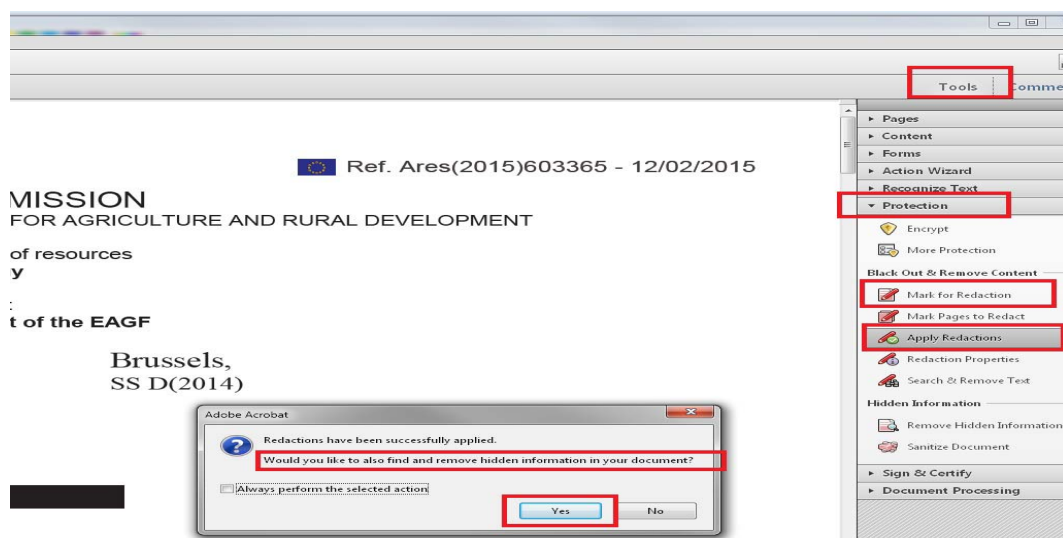 Tools
Comme
Ref. Ares(2015)603365 - 12/02/2015
MISSION
FOR AGRICULTURE AND RURAL DEVELOPMENT
of resources
y
:
t of the EAGF
Brussels,
SS D(2014)
Adobe Acrobat
Redactions have been successfully applied.
Would you like to also find and remove hidden information in your document?
Always perform the selected action
Yes
No
Pages
Content
Forms
Action Wizard
Recognize Text
Protection
Encrypt
More Protection
Black Out & Remove Content
Mark for Redaction
Mark Pages to Redact
Apply Redactions
Redaction Properties
Search & Remove Text
Hidden Information
Remove Hidden Information
Sanitize Document
Sign & Certify
Document Processing